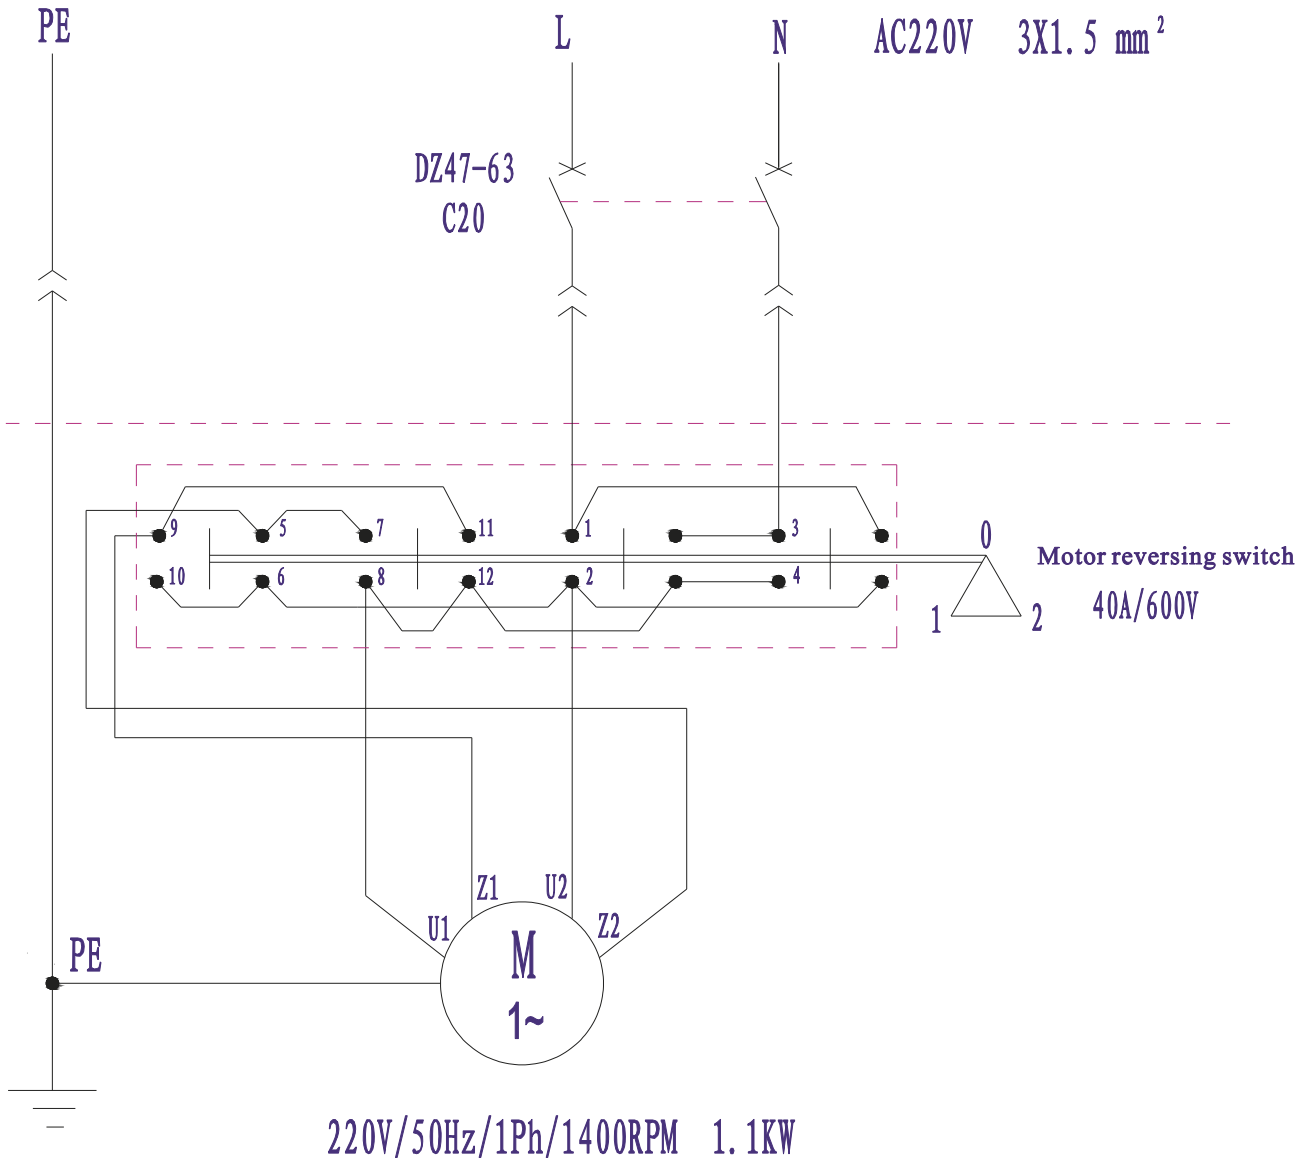 PE
L
N
AC220V 3X1.5 mm²
DZ47-63
C20
9 5 7 11 1 3
10 6 8 12 2 4
0
1 2
Motor reversing switch
40A/600V
Z1 U2
U1 Z2
M
1~
PE
220V/50Hz/1Ph/1400RPM 1.1KW